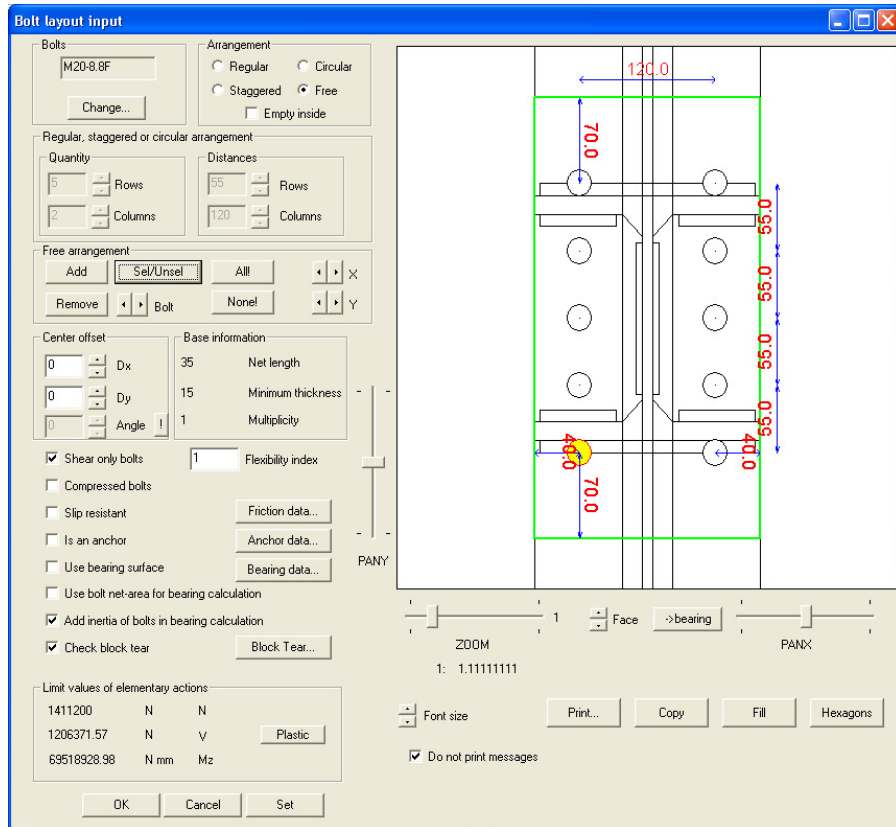 Bolt layout input
Bolts
M20-8.8F
Change...
Arrangement
Regular
Circular
Staggered
Free
Empty inside
Regular, staggered or circular arrangement
Quantity
5
Rows
2
Columns
Distances
55
Rows
120
Columns
Free arrangement
Add
Sel/Unsel
All!
X
Remove
Bolt
None!
Y
Center offset
0
Dx
0
Dy
0
Angle
!
Base information
35 Net length
15 Minimum thickness
1 Multiplicity
Shear only bolts
1
Flexibility index
Compressed bolts
Slip resistant
Friction data...
Is an anchor
Anchor data...
Use bearing surface
Bearing data...
Use bolt net-area for bearing calculation
Add inertia of bolts in bearing calculation
Check block tear
Block Tear...
PANY
Limit values of elementary actions
1411200 N N
1206371.57 N V
69518928.98 N mm Mz
Plastic
OK
Cancel
Set
120.0
70.0
55.0
55.0
55.0
55.0
40.0
40.0
70.0
ZOOM
1
Face
->bearing
PANX
1: 1.11111111
Font size
Print...
Copy
Fill
Hexagons
Do not print messages